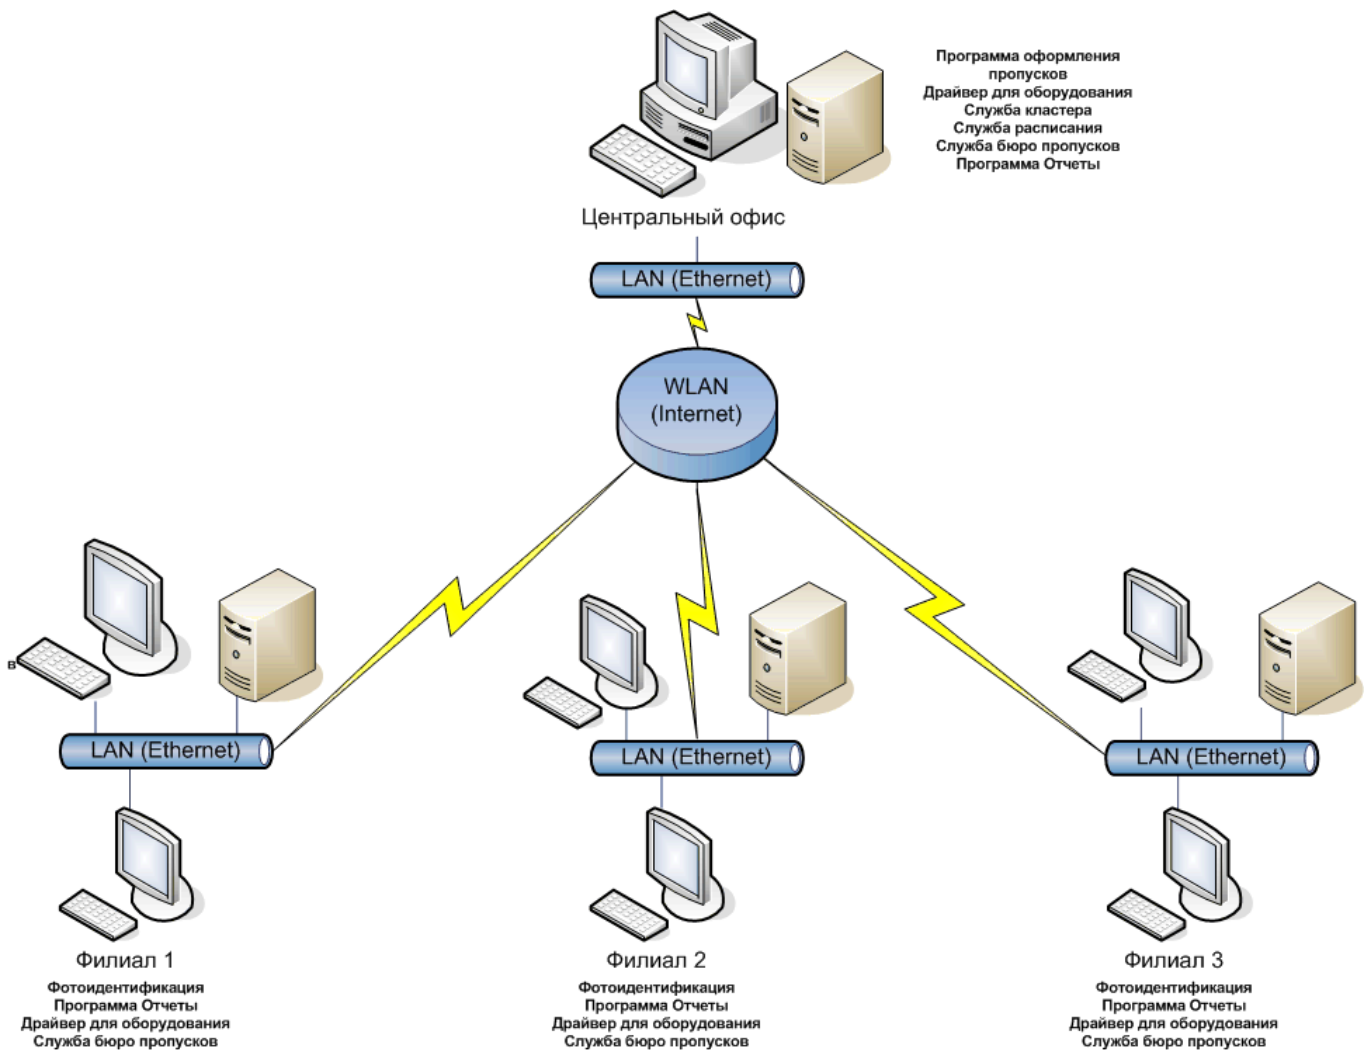 Программа оформления
пропусков
Драйвер для оборудования
Служба кластера
Служба расписания
Служба бюро пропусков
Программа Отчеты
Центральный офис
LAN (Ethernet)
WLAN
(Internet)
в
LAN (Ethernet)
LAN (Ethernet)
LAN (Ethernet)
Филиал 1
Фотоидентификация
Программа Отчеты
Драйвер для оборудования
Служба бюро пропусков
Филиал 2
Фотоидентификация
Программа Отчеты
Драйвер для оборудования
Служба бюро пропусков
Филиал 3
Фотоидентификация
Программа Отчеты
Драйвер для оборудования
Служба бюро пропусков